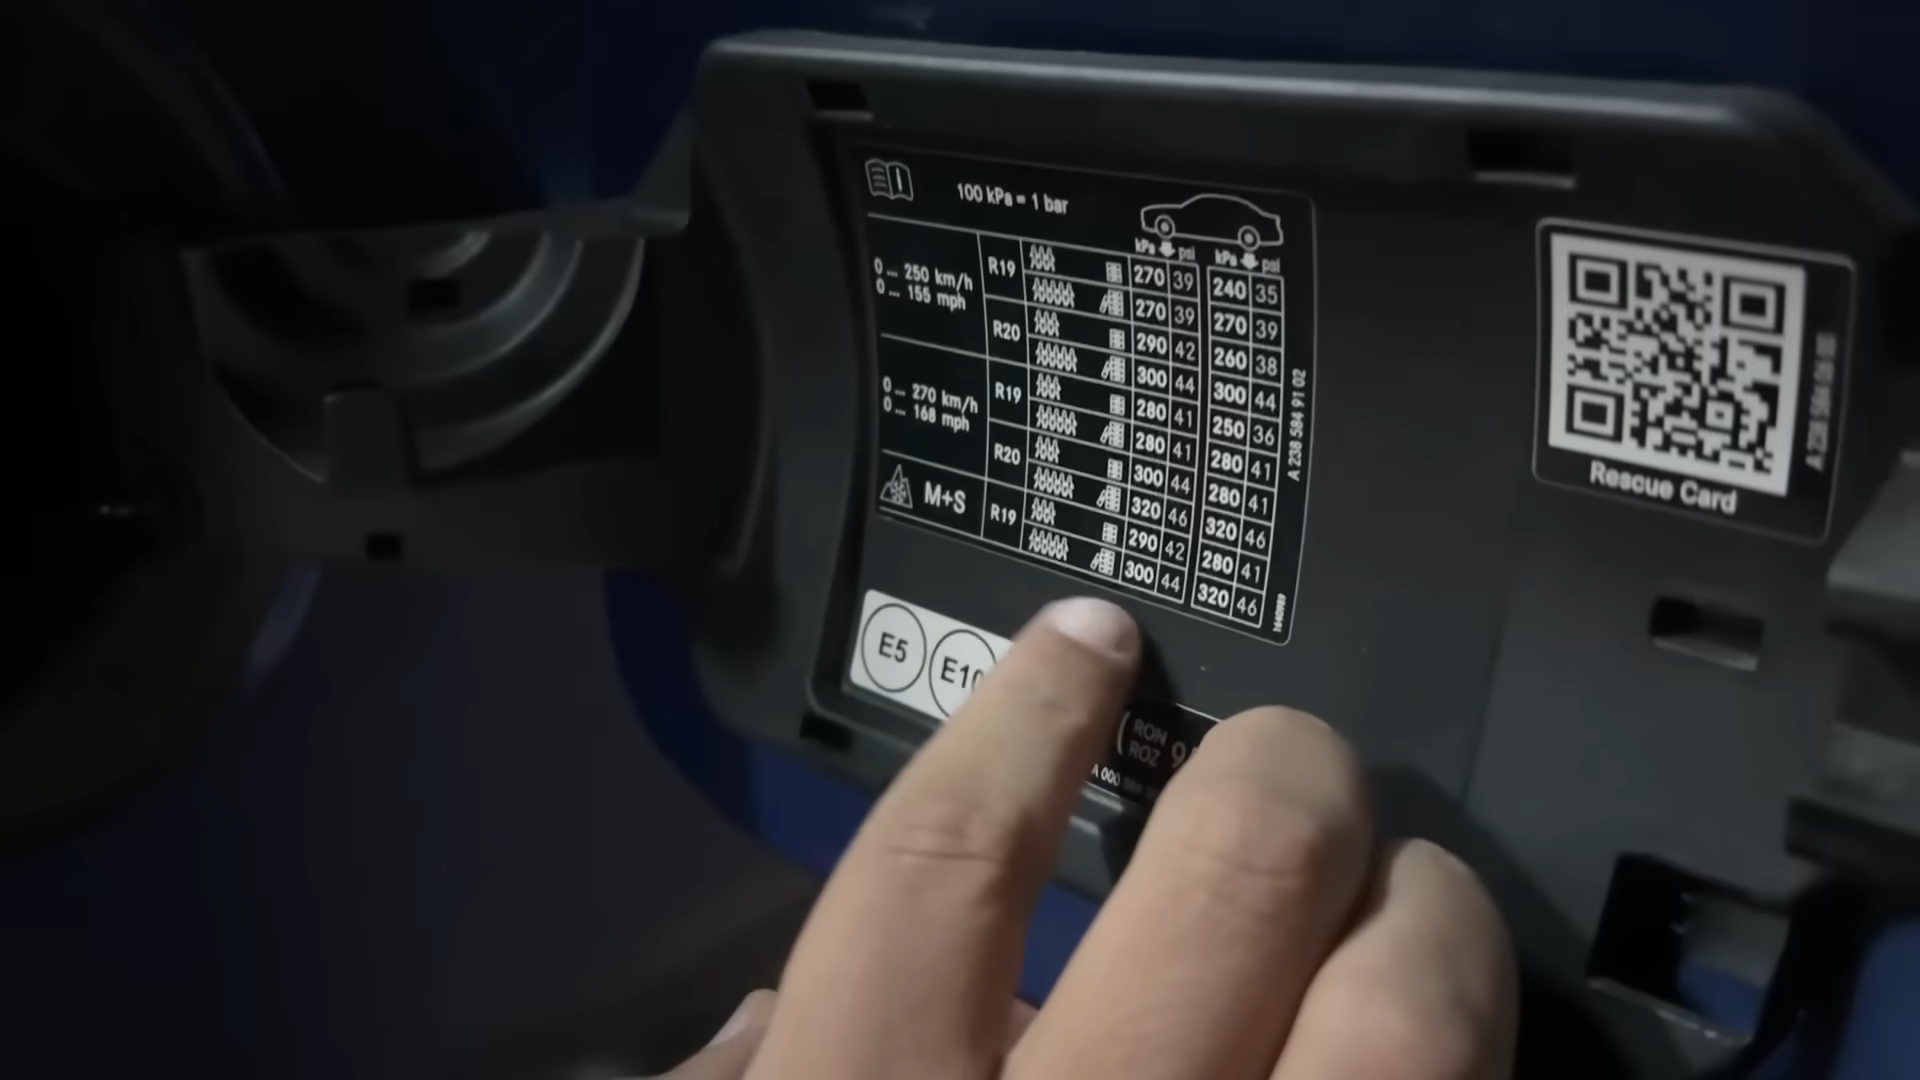 100 kPa = 1 bar
kPa psi kPa psi
0 ... 250 km/h
0 ... 155 mph
R19 270 39 240 35
270 39 270 39
R20 290 42 260 38
300 44 300 44
0 ... 270 km/h
0 ... 168 mph
R19 280 41 250 36
280 41 280 41
R20 300 44 280 41
320 46 320 46
M+S R19 290 42 280 41
300 44 320 46
A 238 584 91 02
E5 E10
RON
ROZ
A 000
Rescue Card